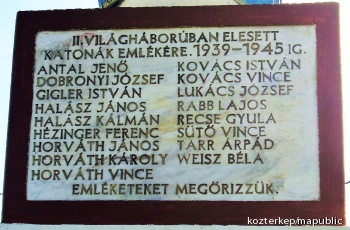 II. VILÁGHÁBORÚBAN ELESETT
KATONÁK EMLÉKÉRE. 1939-1945 IG.
ANTAL JENŐ
DOBRONYI JÓZSEF
GIGLER ISTVÁN
HALÁSZ JÁNOS
HALÁSZ KÁLMÁN
HÉZINGER FERENC
HORVÁTH JÁNOS
HORVÁTH KÁROLY
HORVÁTH VINCE
KOVÁCS ISTVÁN
KOVÁCS VINCE
LUKÁCS JÓZSEF
RABB LAJOS
RECSE GYULA
SÜTŐ VINCE
TARR ÁRPÁD
WEISZ BÉLA
EMLÉKETEKET MEGŐRIZZÜK.
kozterkep/mapublic